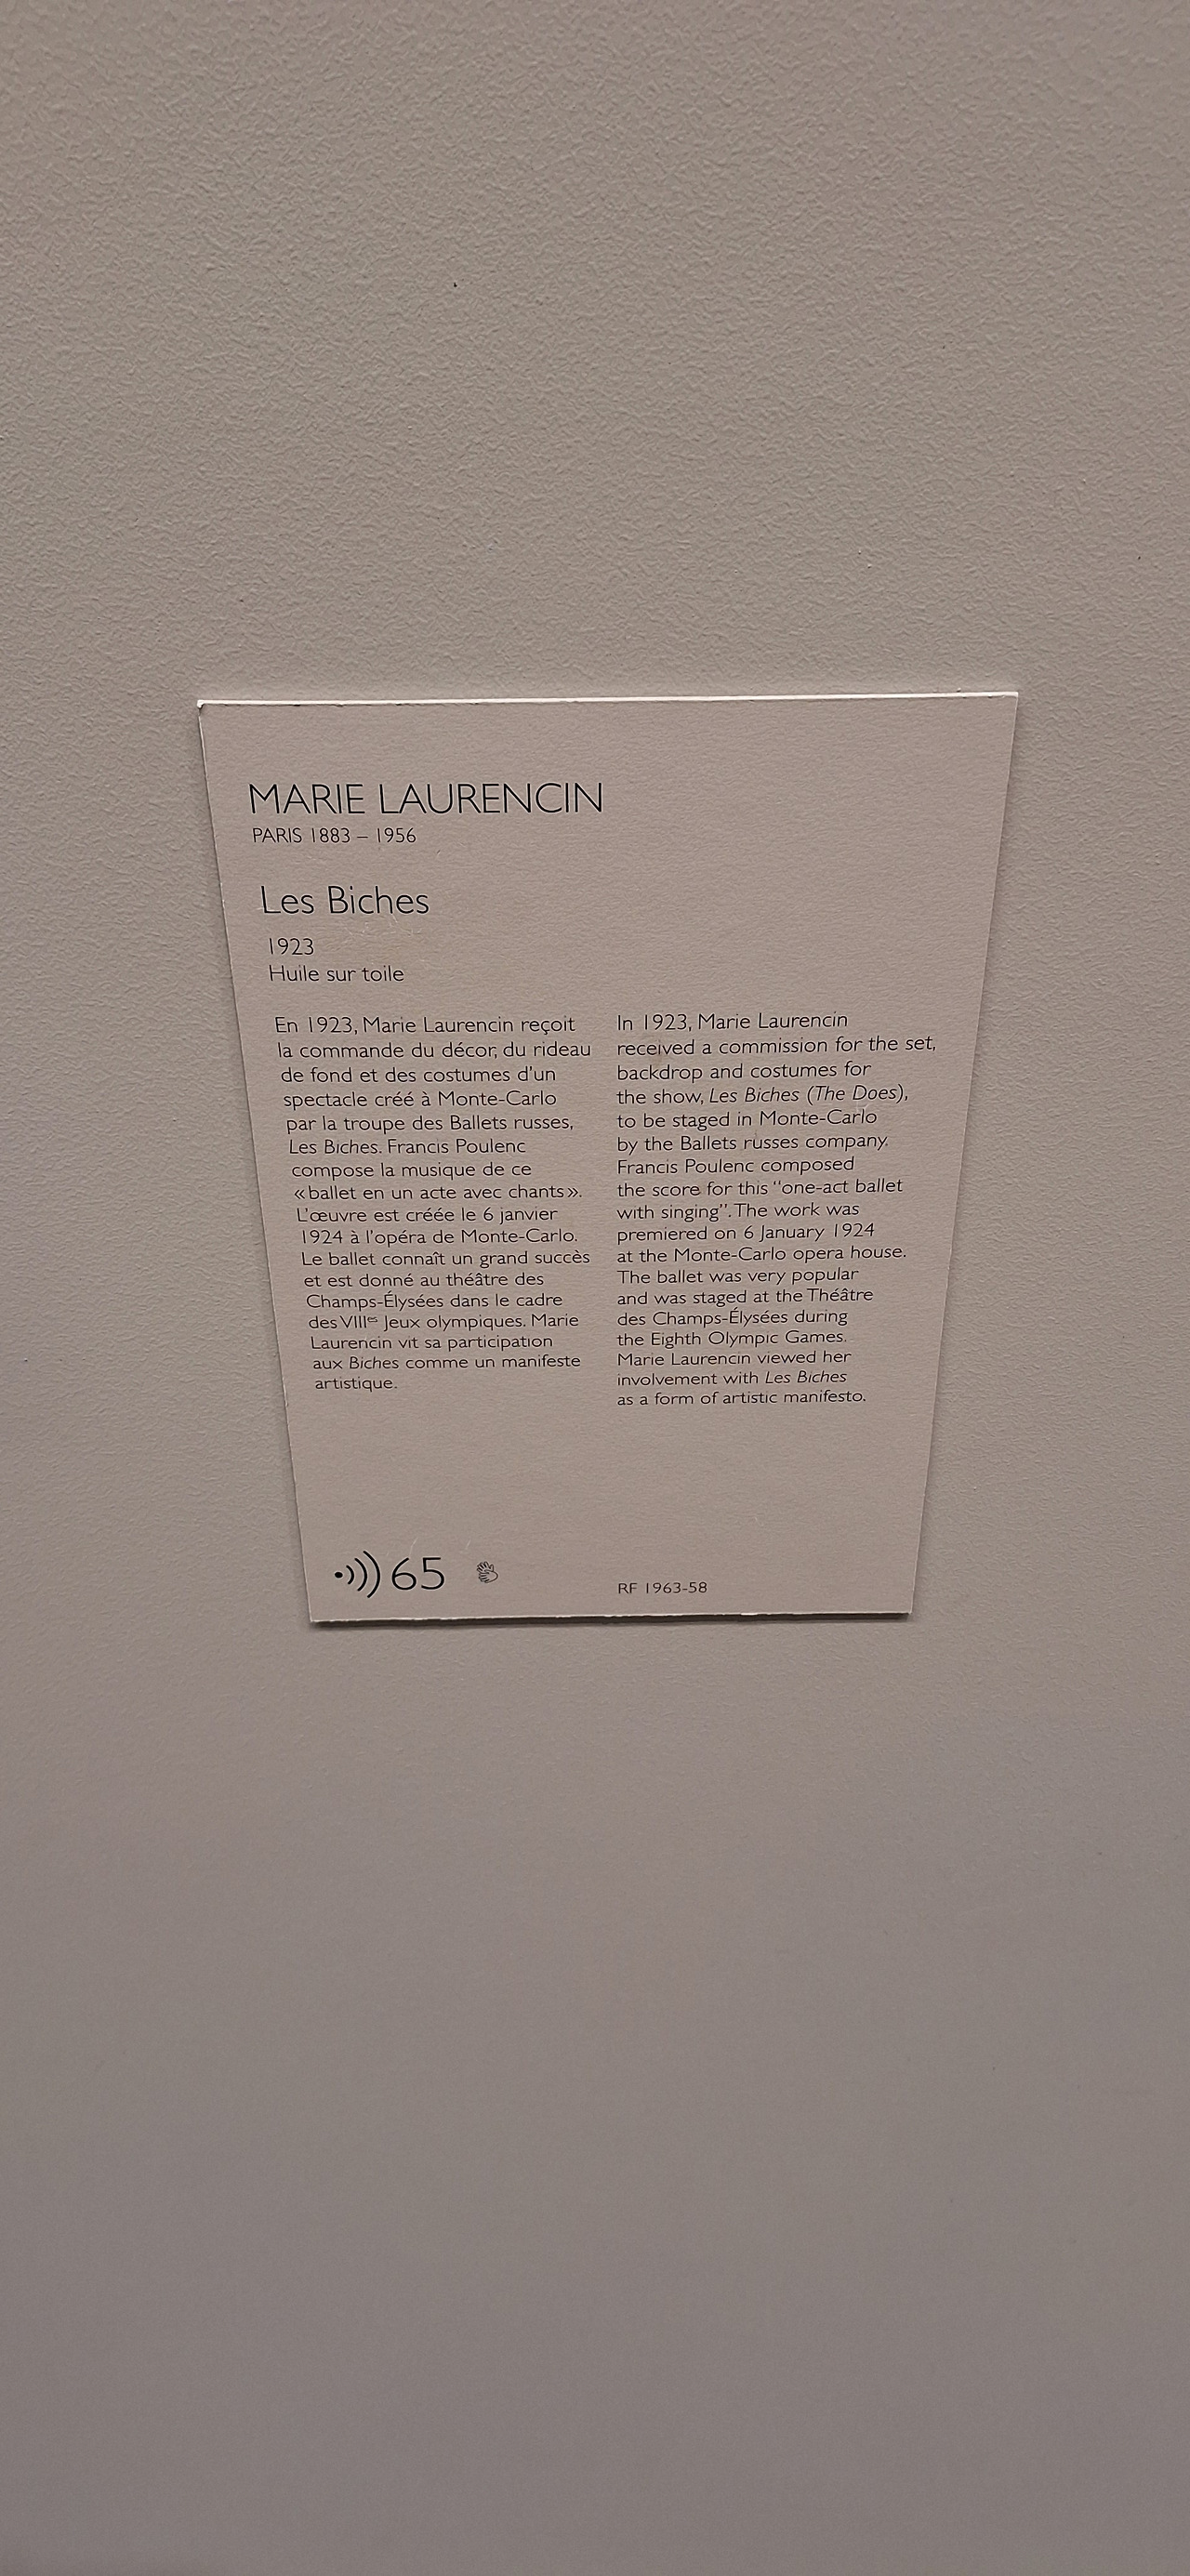 MARIE LAURENCIN
PARIS 1883 – 1956
Les Biches
1923
Huile sur toile
En 1923, Marie Laurencin reçoit
la commande du décor, du rideau
de fond et des costumes d'un
spectacle créé à Monte-Carlo
par la troupe des Ballets russes,
Les Biches. Francis Poulenc
compose la musique de ce
«ballet en un acte avec chants».
L'œuvre est créée le 6 janvier
1924 à l'opéra de Monte-Carlo.
Le ballet connaît un grand succès
et est donné au théâtre des
Champs-Élysées dans le cadre
des VIIIes Jeux olympiques. Marie
Laurencin vit sa participation
aux Biches comme un manifeste
artistique.
In 1923, Marie Laurencin
received a commission for the set,
backdrop and costumes for
the show, Les Biches (The Does),
to be staged in Monte-Carlo
by the Ballets russes company.
Francis Poulenc composed
the score for this "one-act ballet
with singing". The work was
premiered on 6 January 1924
at the Monte-Carlo opera house.
The ballet was very popular
and was staged at the Théâtre
des Champs-Élysées during
the Eighth Olympic Games.
Marie Laurencin viewed her
involvement with Les Biches
as a form of artistic manifesto.
65
RF 1963-58